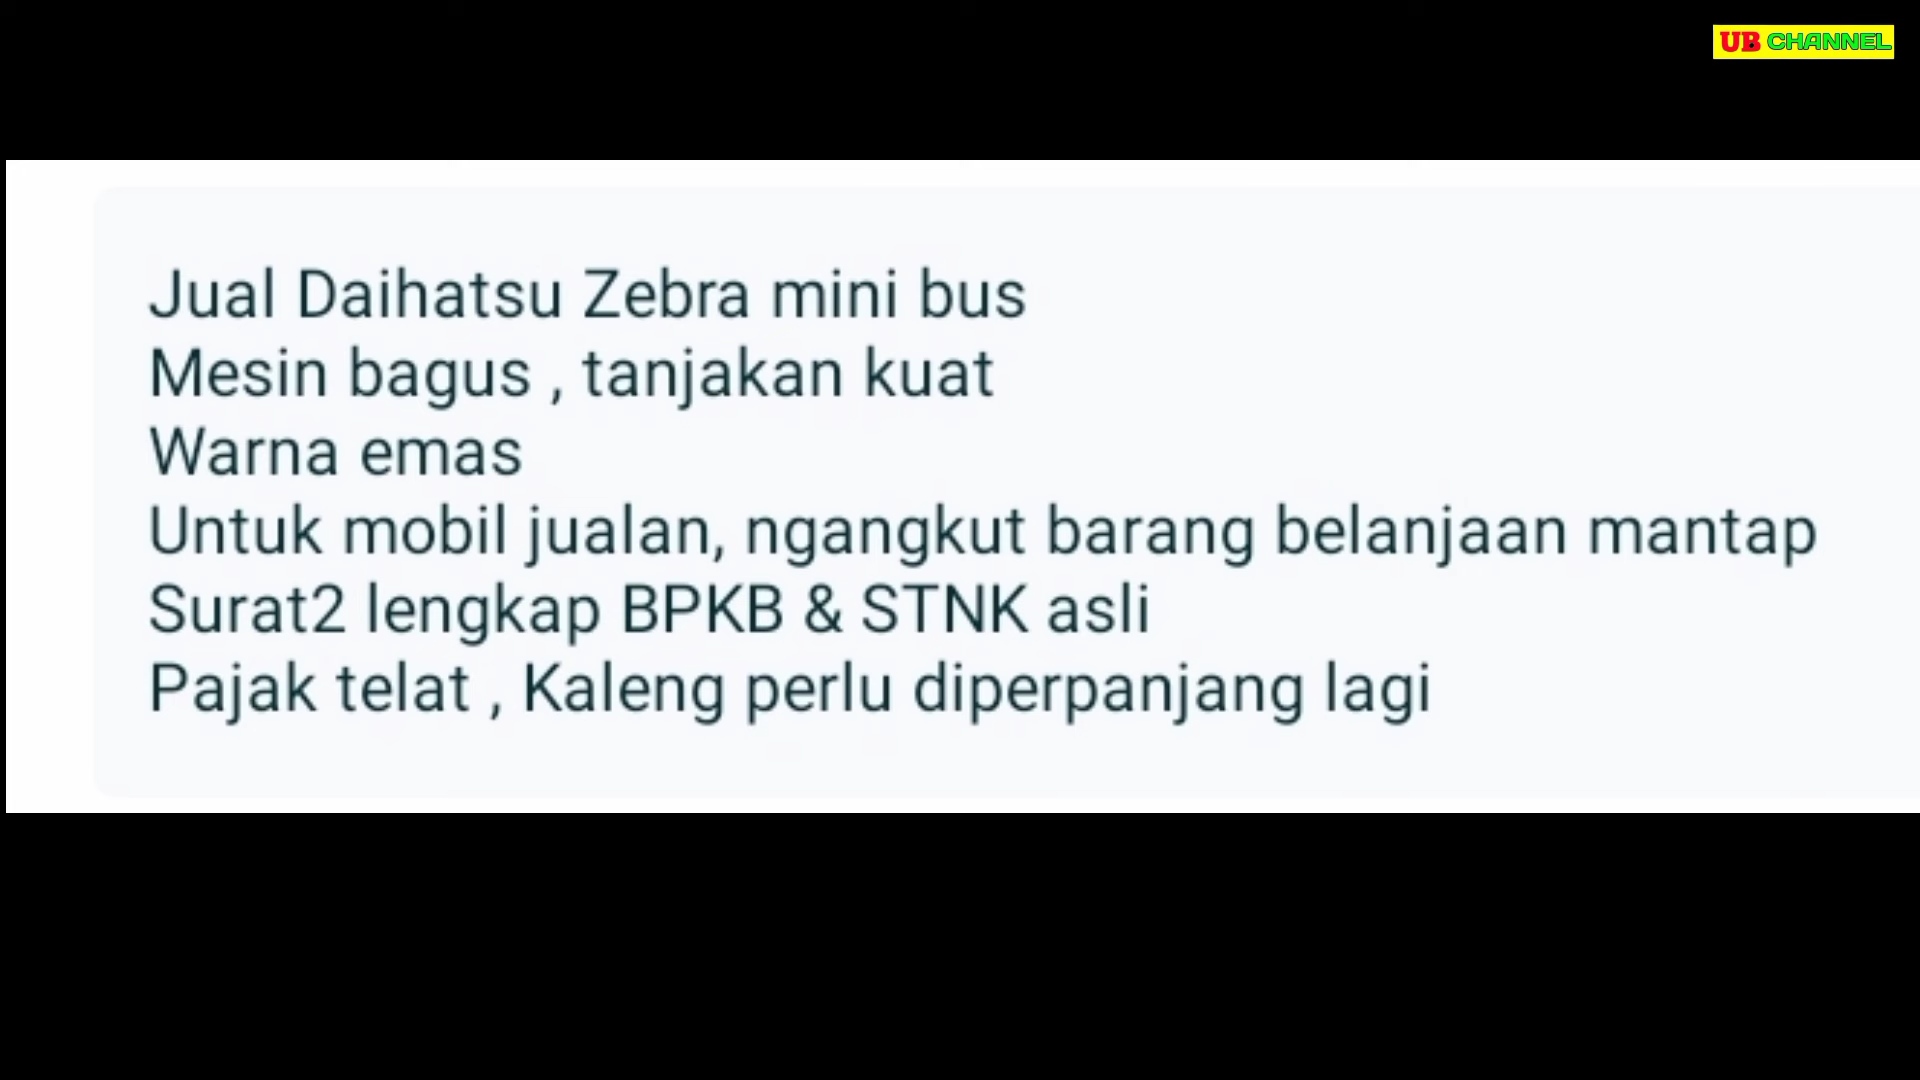 UB CHANNEL
Jual Daihatsu Zebra mini bus
Mesin bagus , tanjakan kuat
Warna emas
Untuk mobil jualan, ngangkut barang belanjaan mantap
Surat2 lengkap BPKB & STNK asli
Pajak telat , Kaleng perlu diperpanjang lagi